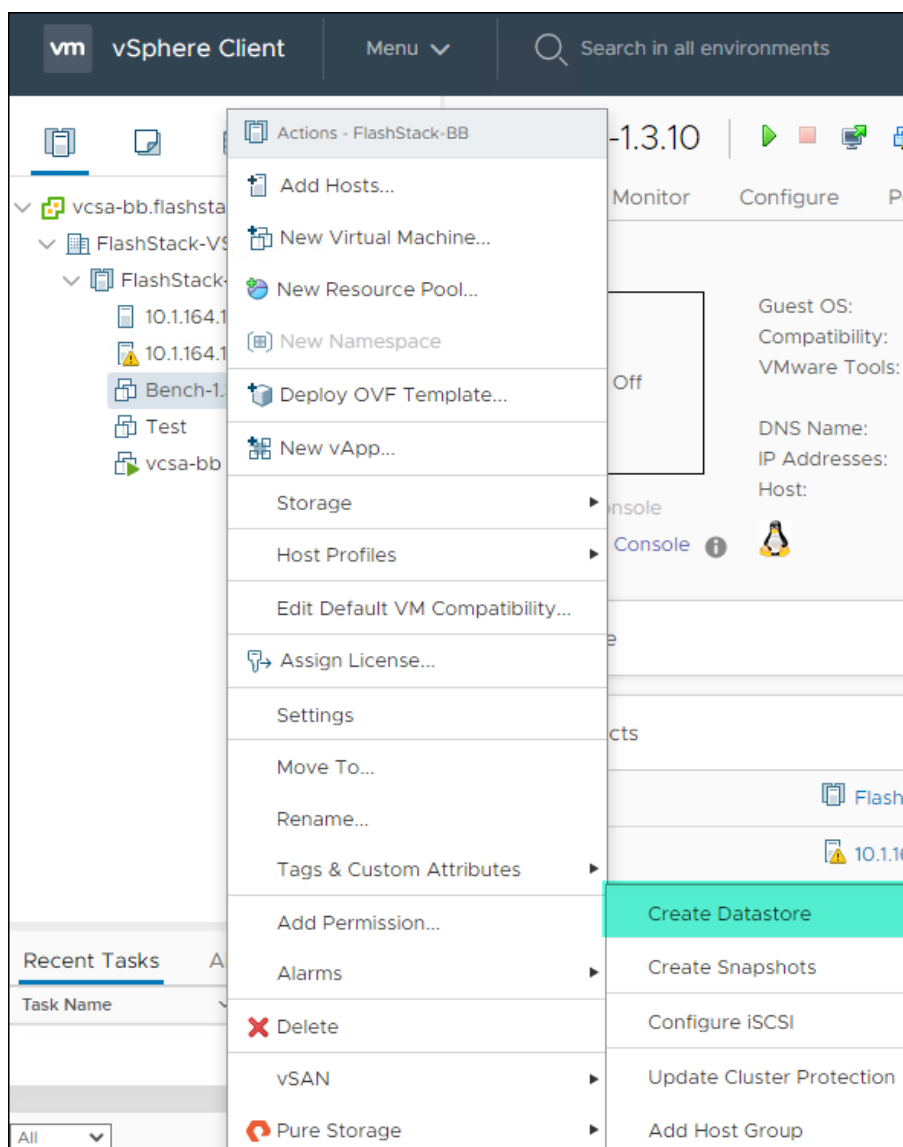 vm vSphere Client Menu Search in all environments
Actions - FlashStack-BB
Add Hosts...
New Virtual Machine...
New Resource Pool...
New Namespace
Deploy OVF Template...
New vApp...
Storage
Host Profiles
Edit Default VM Compatibility...
Assign License...
Settings
Move To...
Rename...
Tags & Custom Attributes
Add Permission...
Alarms
Delete
vSAN
Pure Storage
Create Datastore
Create Snapshots
Configure iSCSI
Update Cluster Protection
Add Host Group
vcsa-bb.flashsta
FlashStack-VS
FlashStack-
10.1.164.1
10.1.164.1
Bench-1.
Test
vcsa-bb
-1.3.10
Monitor Configure P
Off
Guest OS:
Compatibility:
VMware Tools:
DNS Name:
IP Addresses:
Host:
nsole
Console
e
cts
Flash
10.1.16
Recent Tasks A
Task Name
All